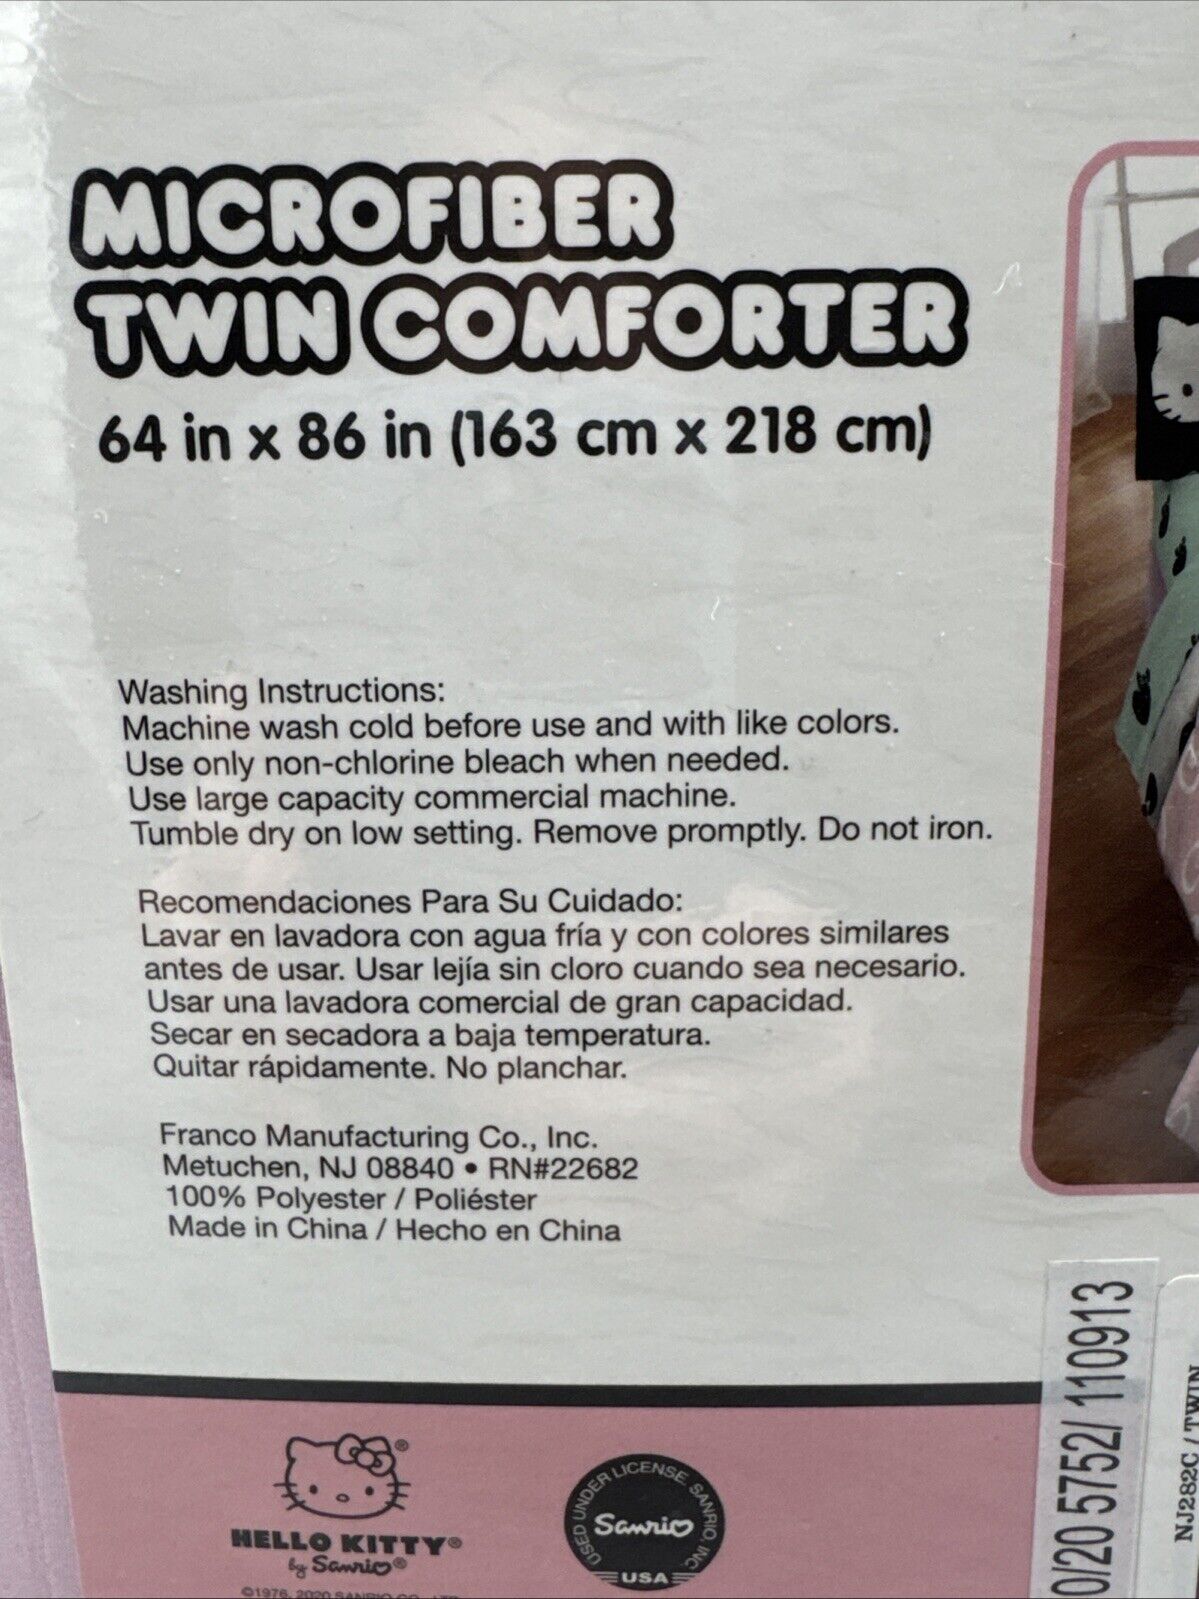 MICROFIBER
TWIN COMFORTER
64 in x 86 in (163 cm x 218 cm)
Washing Instructions:
Machine wash cold before use and with like colors.
Use only non-chlorine bleach when needed.
Use large capacity commercial machine.
Tumble dry on low setting. Remove promptly. Do not iron.
Recomendaciones Para Su Cuidado:
Lavar en lavadora con agua fría y con colores similares
antes de usar. Usar lejía sin cloro cuando sea necesario.
Usar una lavadora comercial de gran capacidad.
Secar en secadora a baja temperatura.
Quitar rápidamente. No planchar.
Franco Manufacturing Co., Inc.
Metuchen, NJ 08840 • RN#22682
100% Polyester / Poliéster
Made in China / Hecho en China
HELLO KITTY®
by Sanrio®
©1976, 2020 SANRIO CO., LTD.
USED UNDER LICENSE. SANRIO, INC.
Sanrio
USA
0/20 5752/ 110913
NJ282C / TWIN